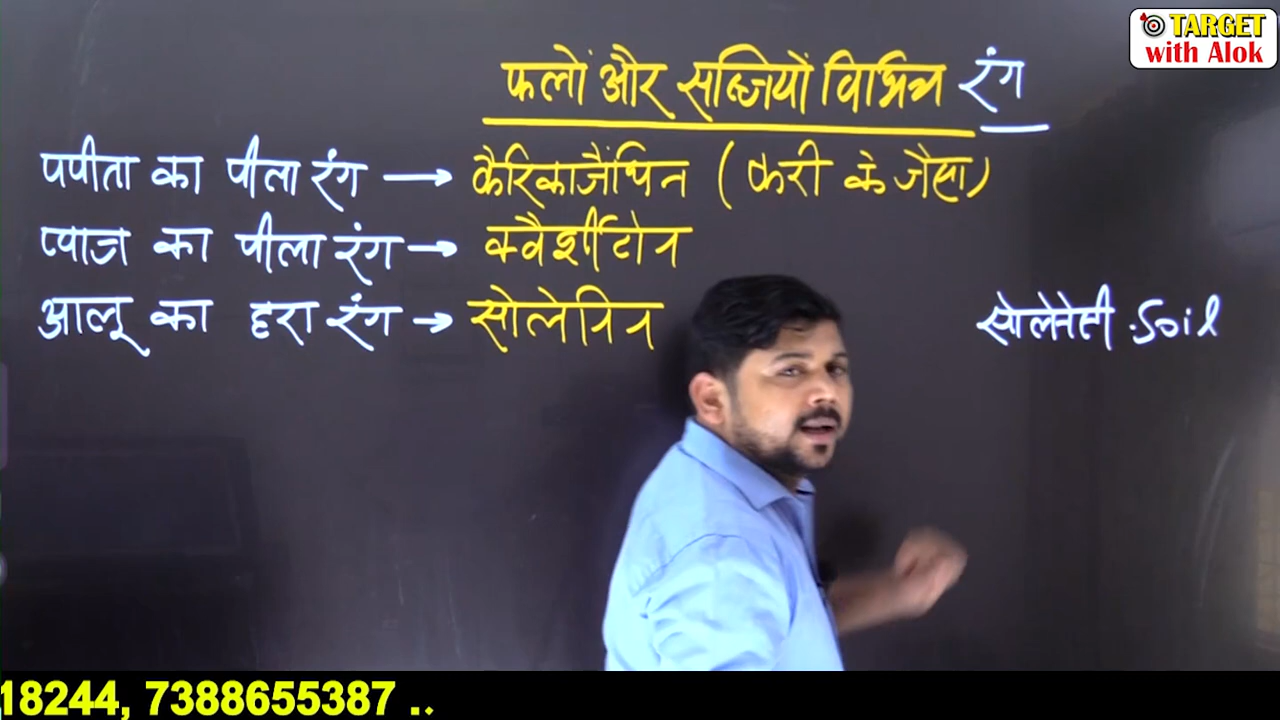 TARGET
with Alok
फलों और सब्जियों विभिन्न रंग
पपीता का पीला रंग → कैरिकाजैंथिन (करी के जैसा)
प्याज का पीला रंग → क्वैर्शीटीन
आलू का हरा रंग → सोलेनिन
सोलेनेटी .Soil
18244, 7388655387 ..